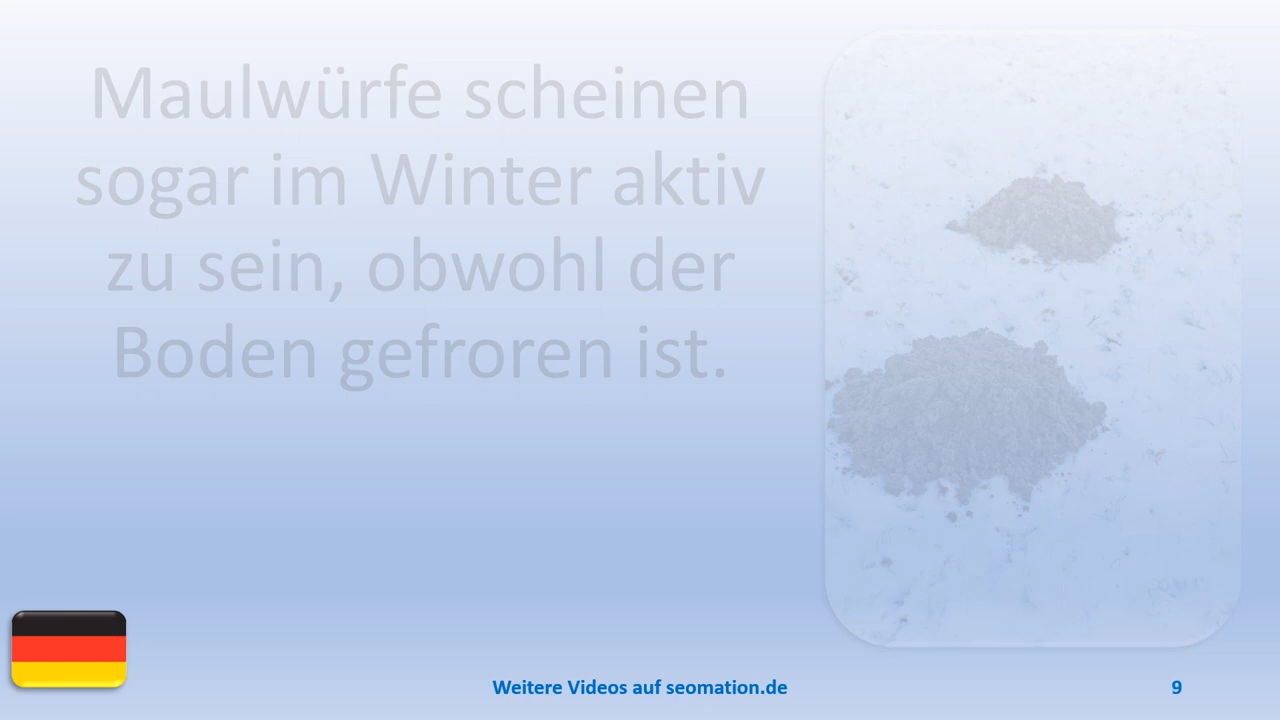 Maulwürfe scheinen
sogar im Winter aktiv
zu sein, obwohl der
Boden gefroren ist.
Weitere Videos auf seomation.de
9